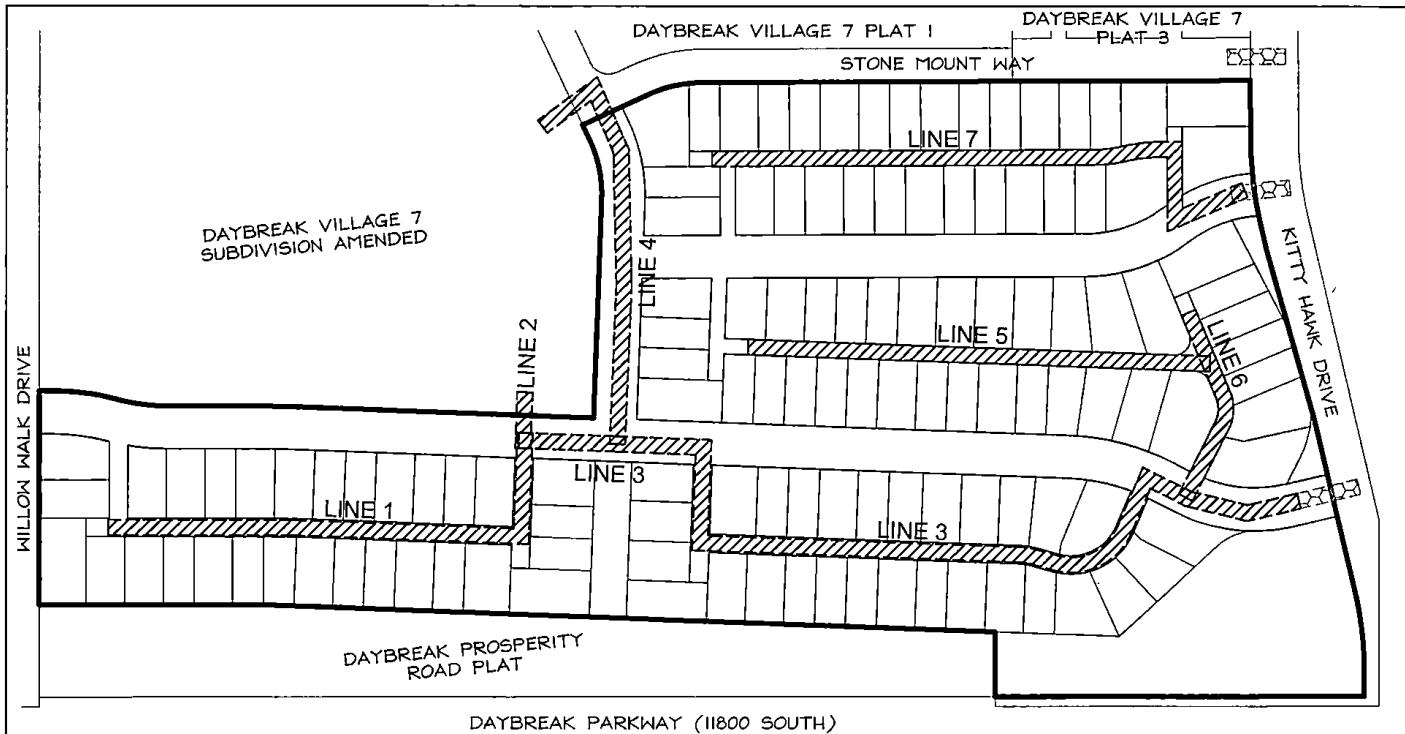 DAYBREAK VILLAGE 7 PLAT 1
DAYBREAK VILLAGE 7
PLAT 3
STONE MOUNT WAY
LINE 7
DAYBREAK VILLAGE 7
SUBDIVISION AMENDED
LINE 4
KITTY HAWK DRIVE
LINE 2
LINE 5
LINE 6
WILLOW WALK DRIVE
LINE 3
LINE 1
LINE 3
DAYBREAK PROSPERITY
ROAD PLAT
DAYBREAK PARKWAY (11800 SOUTH)